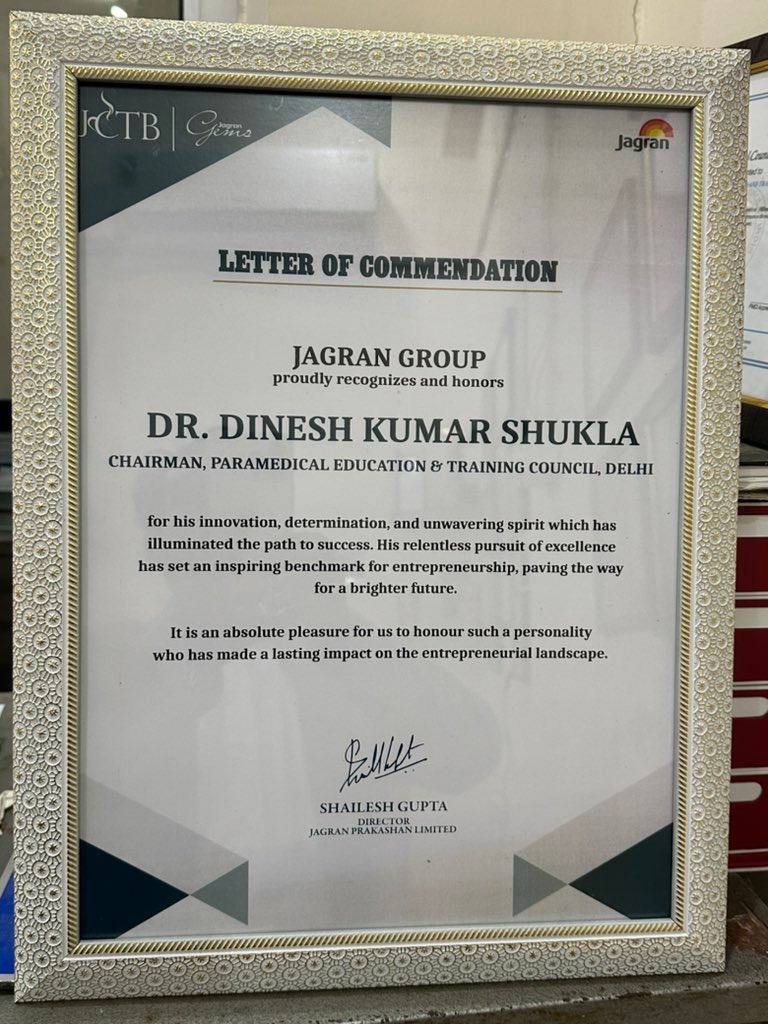 JCTB | Jagran Gems
Jagran
LETTER OF COMMENDATION
JAGRAN GROUP
proudly recognizes and honors
DR. DINESH KUMAR SHUKLA
CHAIRMAN, PARAMEDICAL EDUCATION & TRAINING COUNCIL, DELHI
for his innovation, determination, and unwavering spirit which has
illuminated the path to success. His relentless pursuit of excellence
has set an inspiring benchmark for entrepreneurship, paving the way
for a brighter future.
It is an absolute pleasure for us to honour such a personality
who has made a lasting impact on the entrepreneurial landscape.
SHAILESH GUPTA
DIRECTOR
JAGRAN PRAKASHAN LIMITED